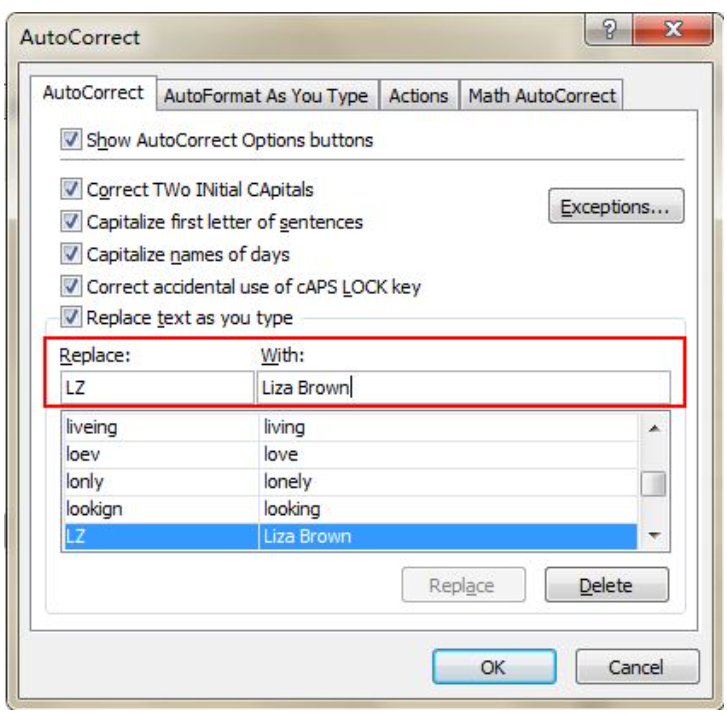 AutoCorrect
AutoCorrect AutoFormat As You Type Actions Math AutoCorrect
Show AutoCorrect Options buttons
Correct TWo INitial CApitals
Exceptions...
Capitalize first letter of sentences
Capitalize names of days
Correct accidental use of cAPS LOCK key
Replace text as you type
Replace: With:
LZ Liza Brown
liveing living
loev love
lonly lonely
lookign looking
LZ Liza Brown
Replace Delete
OK Cancel